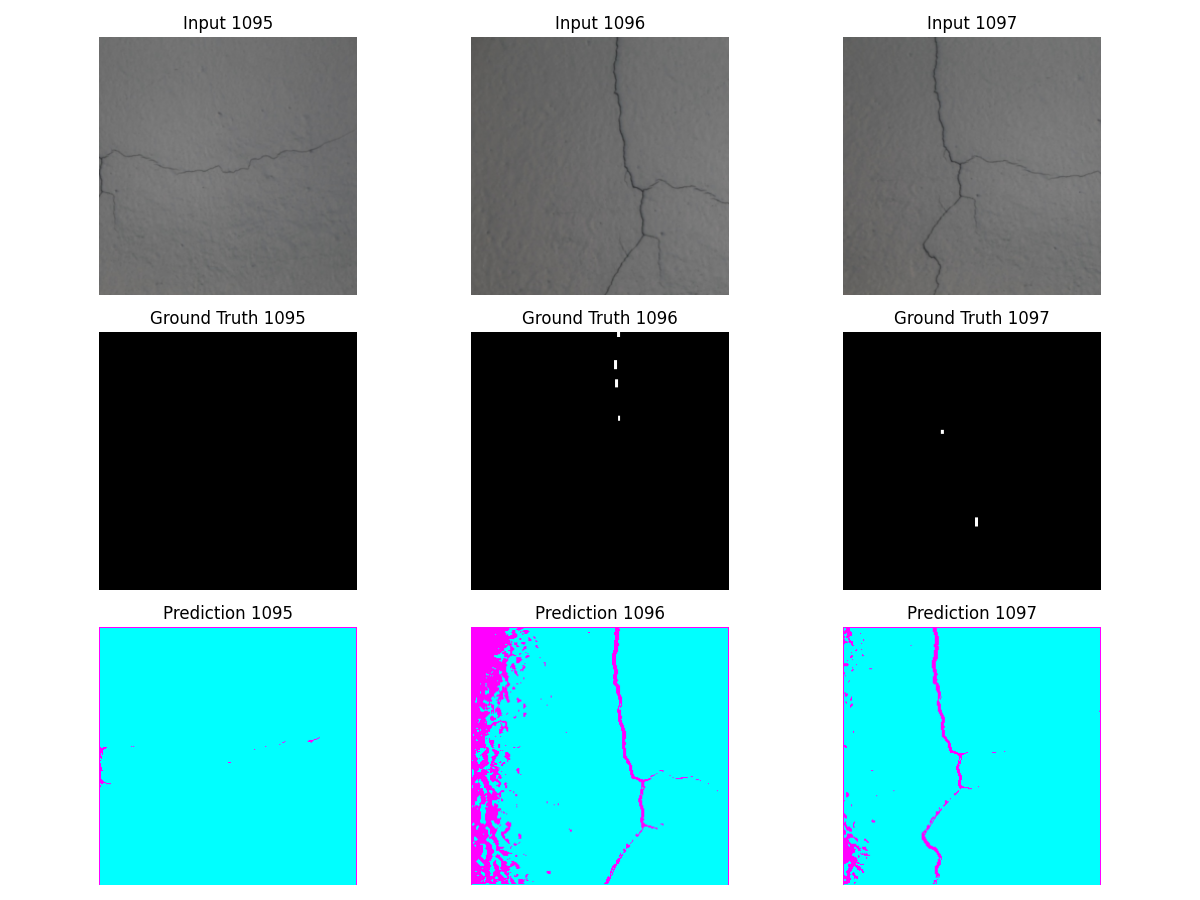 Input 1095
Input 1096
Input 1097
Ground Truth 1095
Ground Truth 1096
Ground Truth 1097
Prediction 1095
Prediction 1096
Prediction 1097